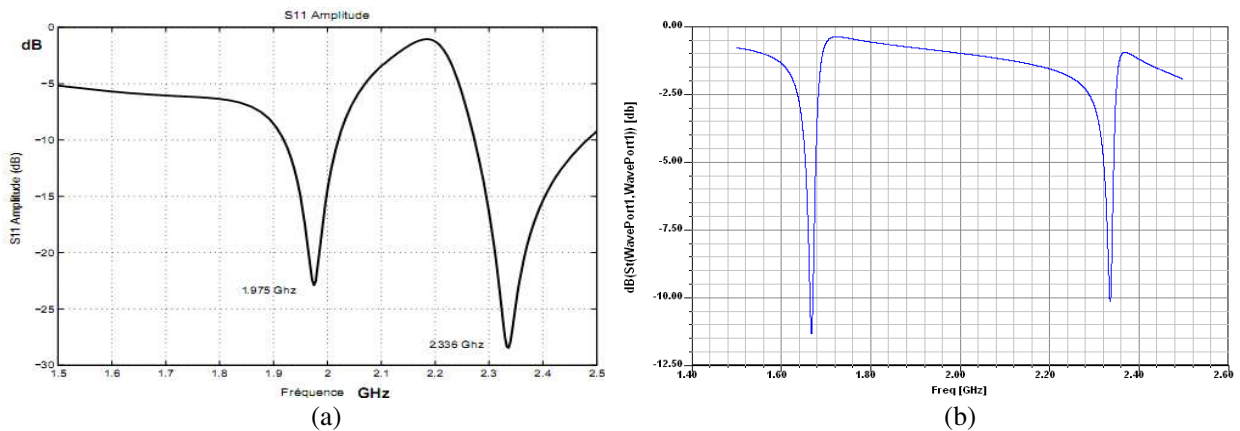 S11 Amplitude
dB
S11 Amplitude (dB)
0
−5
−10
−15
−20
−25
−30
1.975 Ghz
2.336 Ghz
1.5 1.6 1.7 1.8 1.9 2 2.1 2.2 2.3 2.4 2.5
Fréquence GHz
(a)
dB(St(WavePort1,WavePort1)) [db]
0.00
-2.50
-5.00
-7.50
-10.00
-12.50
1.40 1.60 1.80 2.00 2.20 2.40 2.60
Freq [GHz]
(b)